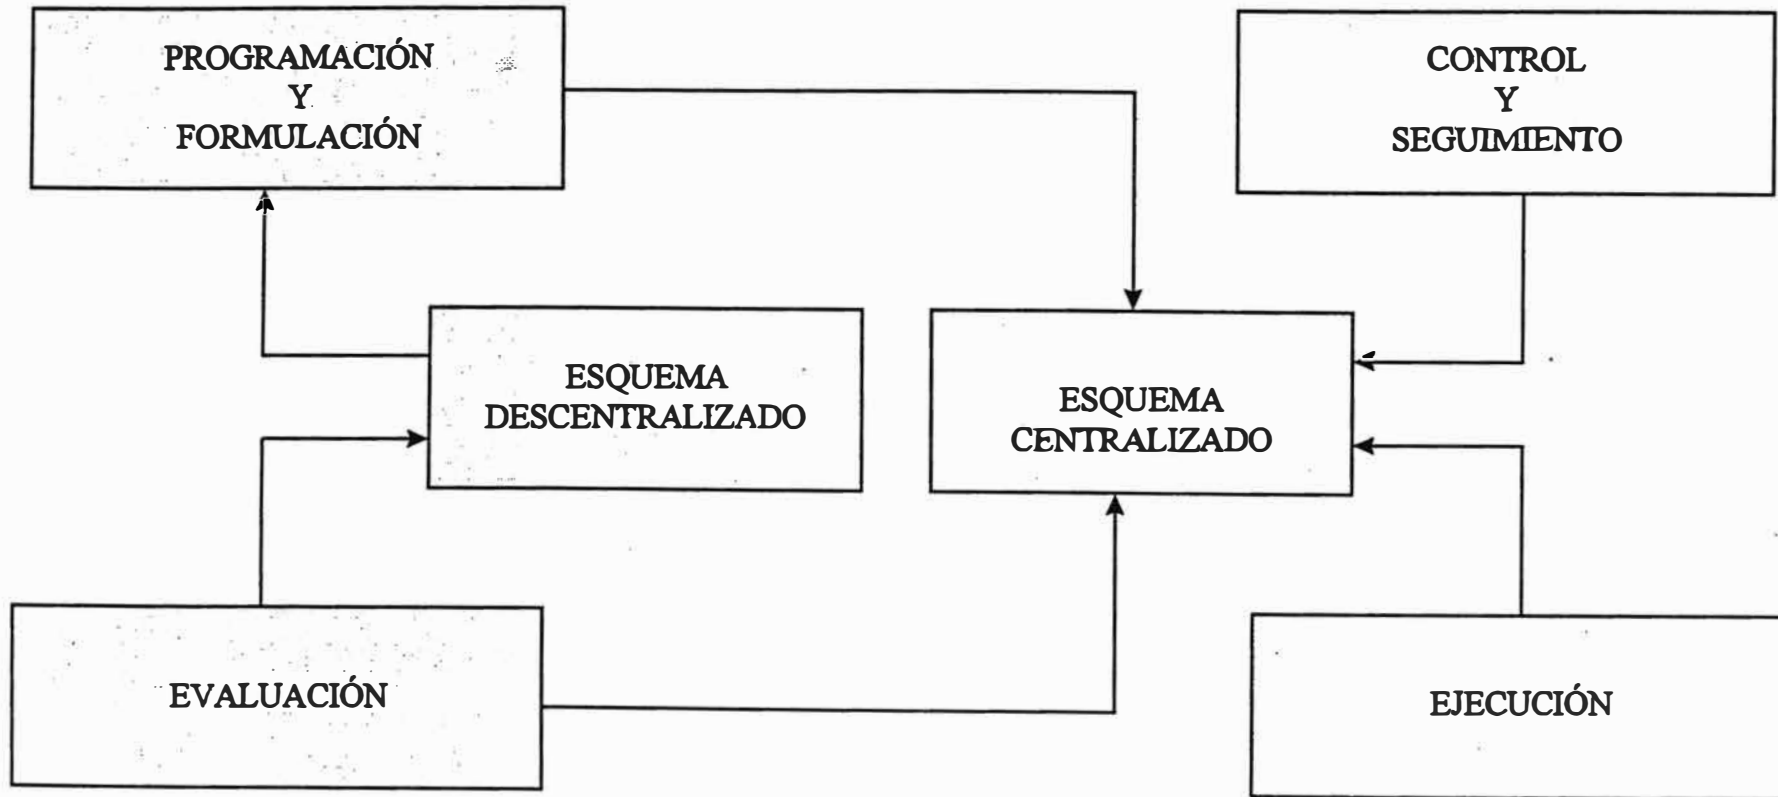 PROGRAMACIÓN
Y
FORMULACIÓN
CONTROL
Y
SEGUIMIENTO
ESQUEMA
DESCENTRALIZADO
ESQUEMA
CENTRALIZADO
EVALUACIÓN
EJECUCIÓN